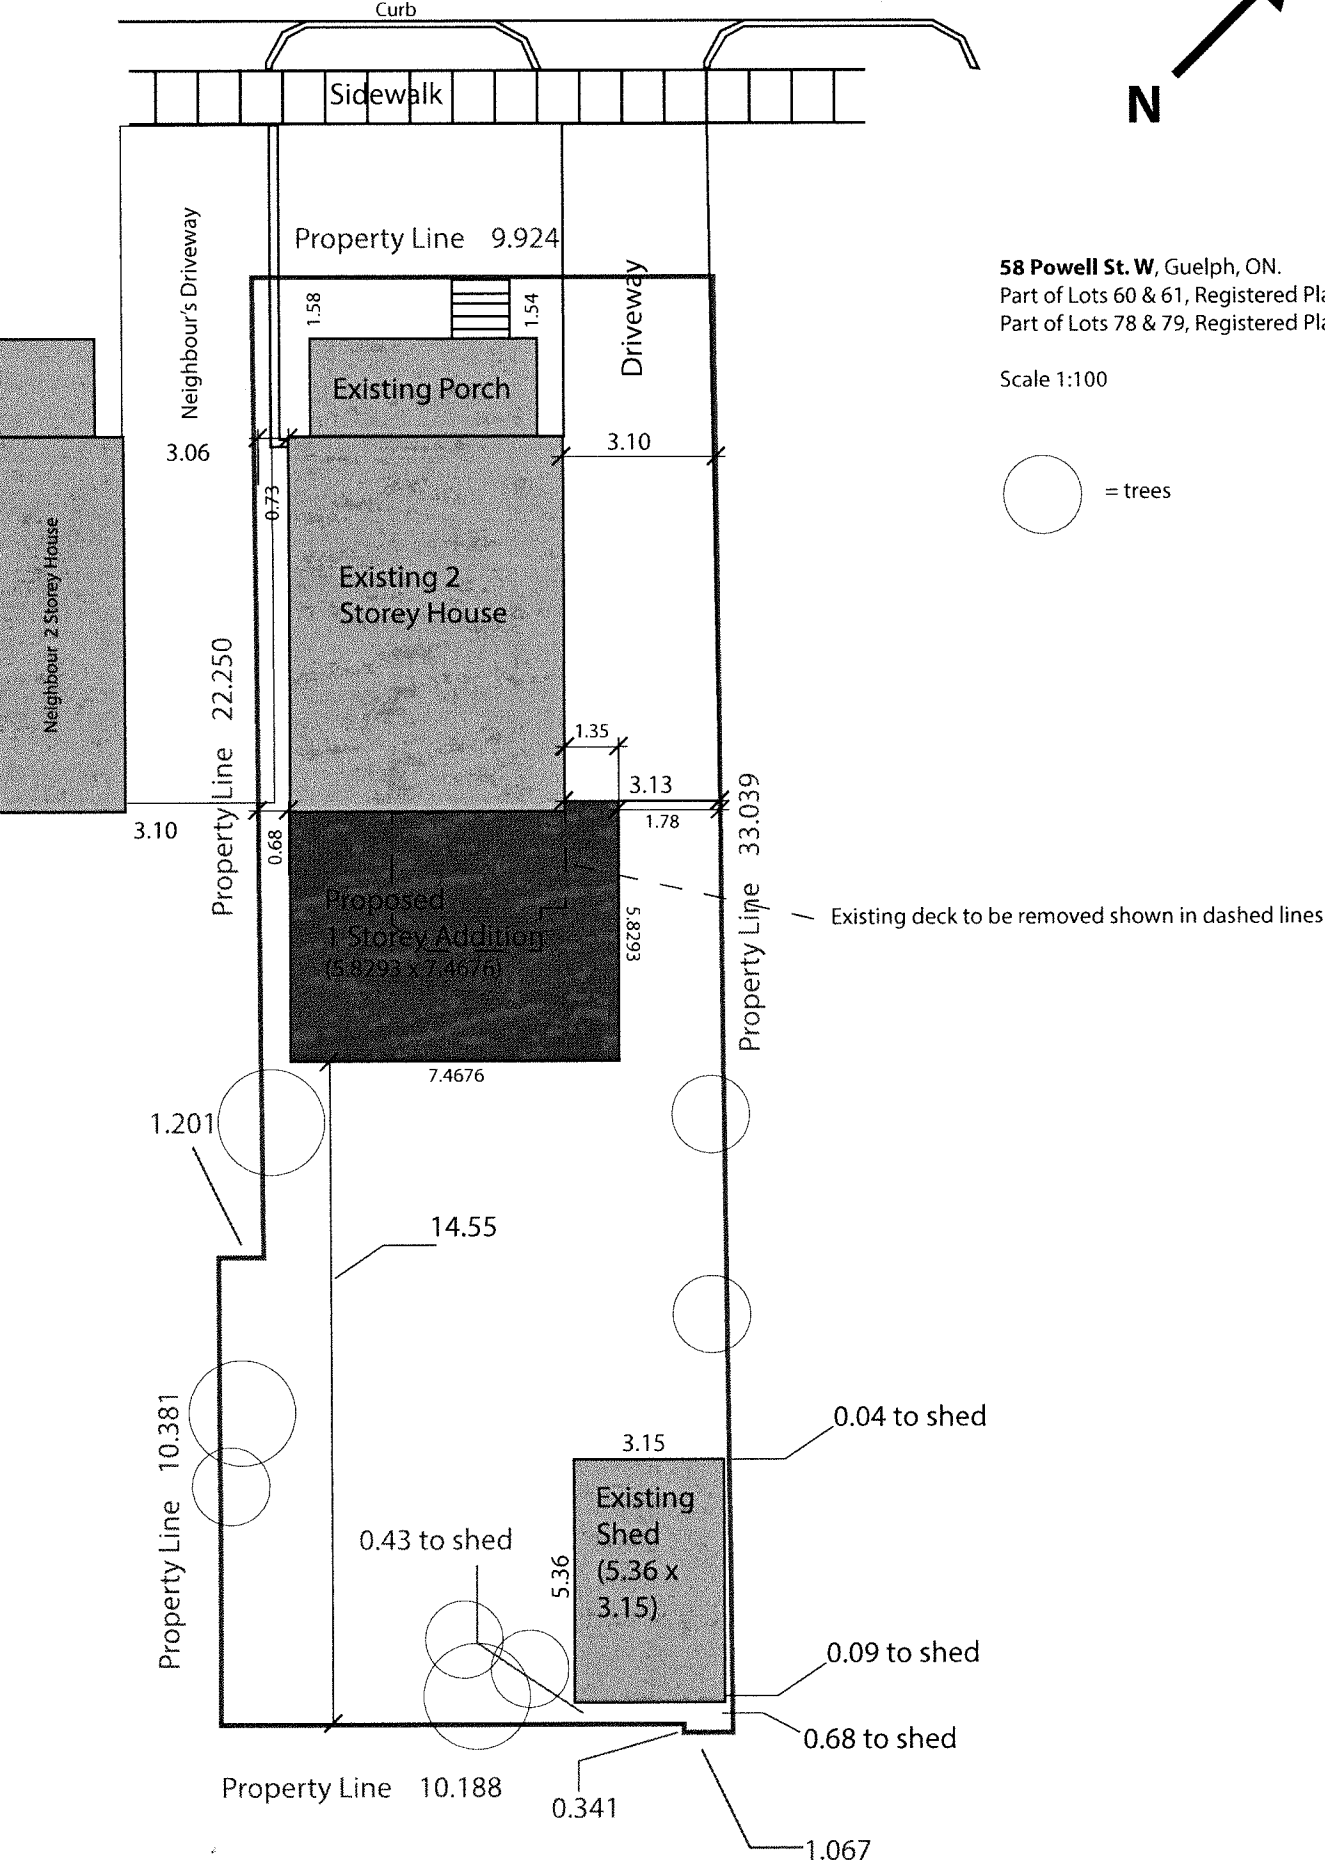 Curb
Sidewalk
N
Neighbour's Driveway
Property Line 9.924
Driveway
58 Powell St. W, Guelph, ON.
Part of Lots 60 & 61, Registered
Part of Lots 78 & 79, Registered
Scale 1:100
= trees
1.58
1.54
Existing Porch
3.06
3.10
0.73
Existing 2
Storey House
Neighbour 2 Storey House
Property Line 22.250
1.35
3.13
1.78
3.10
0.68
Property Line 33.039
Proposed
1 Storey Addition
(5.8293 x 7.4676)
5.8293
Existing deck to be removed shown in dashed lines
7.4676
1.201
14.55
Property Line 10.381
0.04 to shed
3.15
Existing
Shed
(5.36 x
3.15)
5.36
0.43 to shed
0.09 to shed
0.68 to shed
Property Line 10.188
0.341
1.067